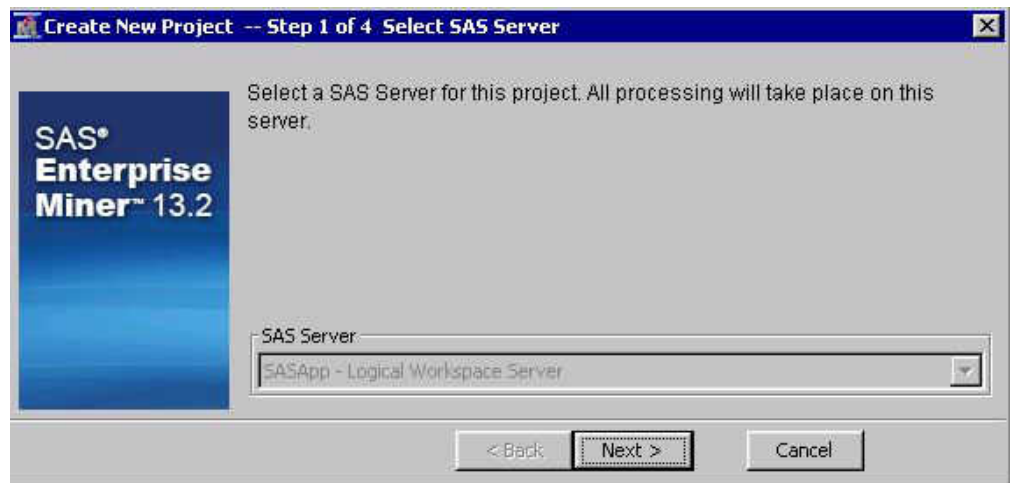 Create New Project -- Step 1 of 4 Select SAS Server
Select a SAS Server for this project. All processing will take place on this
server.
SAS®
Enterprise
Miner™ 13.2
SAS Server
SASApp - Logical Workspace Server
< Back
Next >
Cancel